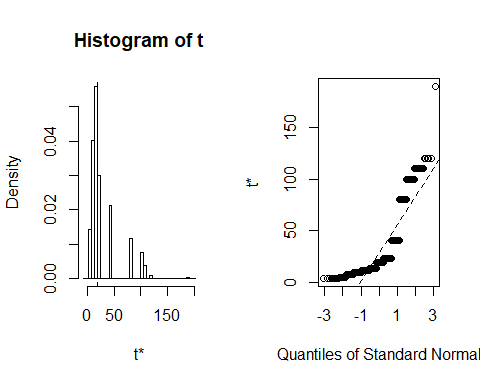 Histogram of t
Density
0.00
0.02
0.04
0 50 150
t*
t*
0
50
100
150
-3 -1 1 3
Quantiles of Standard Normal